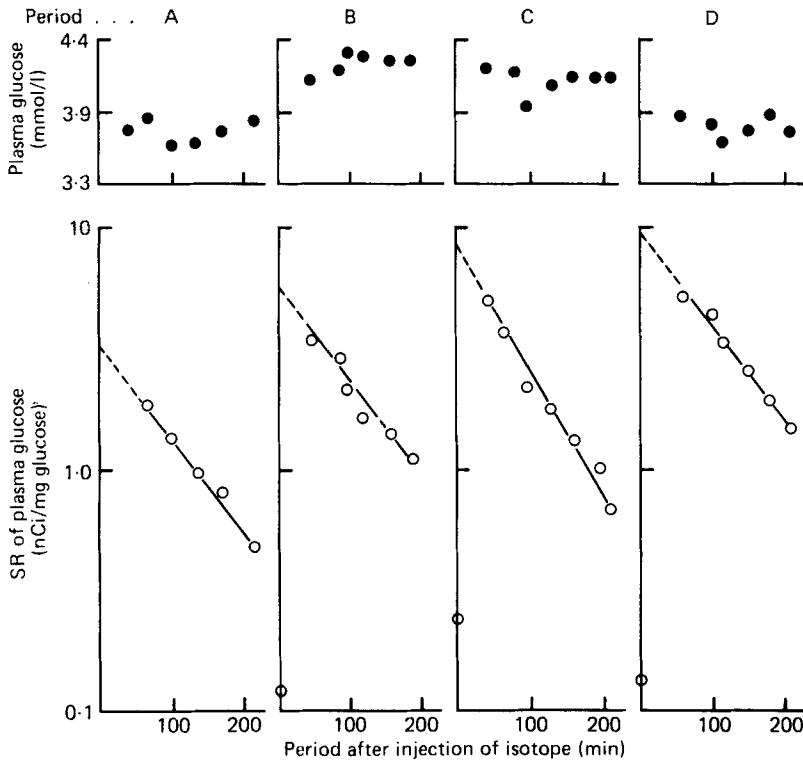 Period . . . . A B C D
Plasma glucose
(mmol/l)
4·4
3·9
3·3
SR of plasma glucose
(nCi/mg glucose)
10
1·0
0·1
100 200 100 200 100 200 100 200
Period after injection of isotope (min)